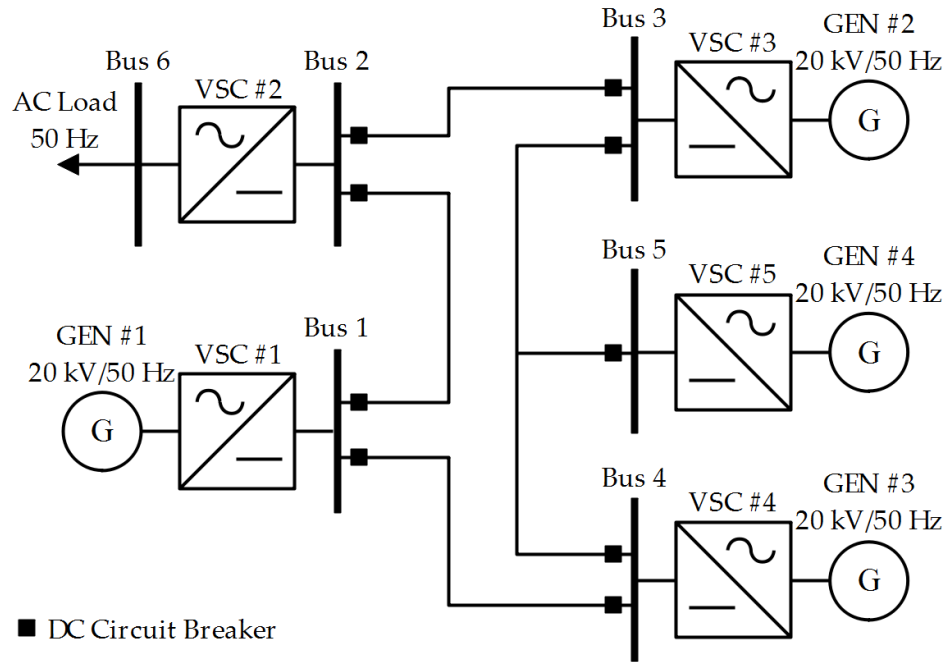 Bus 3
VSC #3
GEN #2
20 kV/50 Hz
G
Bus 6
VSC #2
Bus 2
AC Load
50 Hz
Bus 5
VSC #5
GEN #4
20 kV/50 Hz
G
GEN #1
20 kV/50 Hz
G
VSC #1
Bus 1
Bus 4
VSC #4
GEN #3
20 kV/50 Hz
G
DC Circuit Breaker